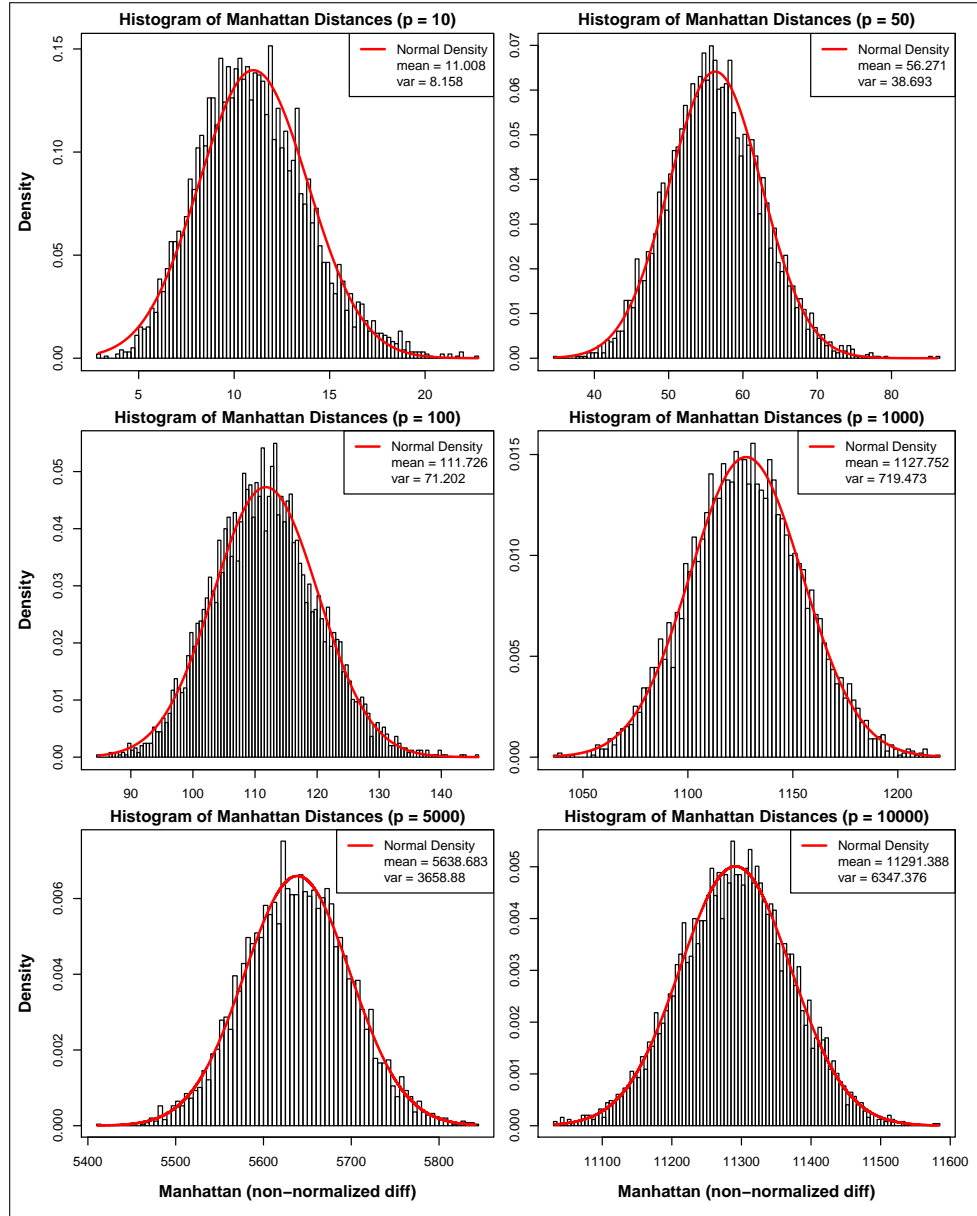 Histogram of Manhattan Distances (p = 10)
Normal Density
mean = 11.008
var = 8.158
Density
0.00 0.05 0.10 0.15
5 10 15 20
Histogram of Manhattan Distances (p = 50)
Normal Density
mean = 56.271
var = 38.693
0.00 0.01 0.02 0.03 0.04 0.05 0.06 0.07
40 50 60 70 80
Histogram of Manhattan Distances (p = 100)
Normal Density
mean = 111.726
var = 71.202
Density
0.00 0.01 0.02 0.03 0.04 0.05
90 100 110 120 130 140
Histogram of Manhattan Distances (p = 1000)
Normal Density
mean = 1127.752
var = 719.473
0.000 0.005 0.010 0.015
1050 1100 1150 1200
Histogram of Manhattan Distances (p = 5000)
Normal Density
mean = 5638.683
var = 3658.88
Density
0.000 0.002 0.004 0.006
5400 5500 5600 5700 5800
Manhattan (non−normalized diff)
Histogram of Manhattan Distances (p = 10000)
Normal Density
mean = 11291.388
var = 6347.376
0.000 0.001 0.002 0.003 0.004 0.005
11100 11200 11300 11400 11500 11600
Manhattan (non−normalized diff)